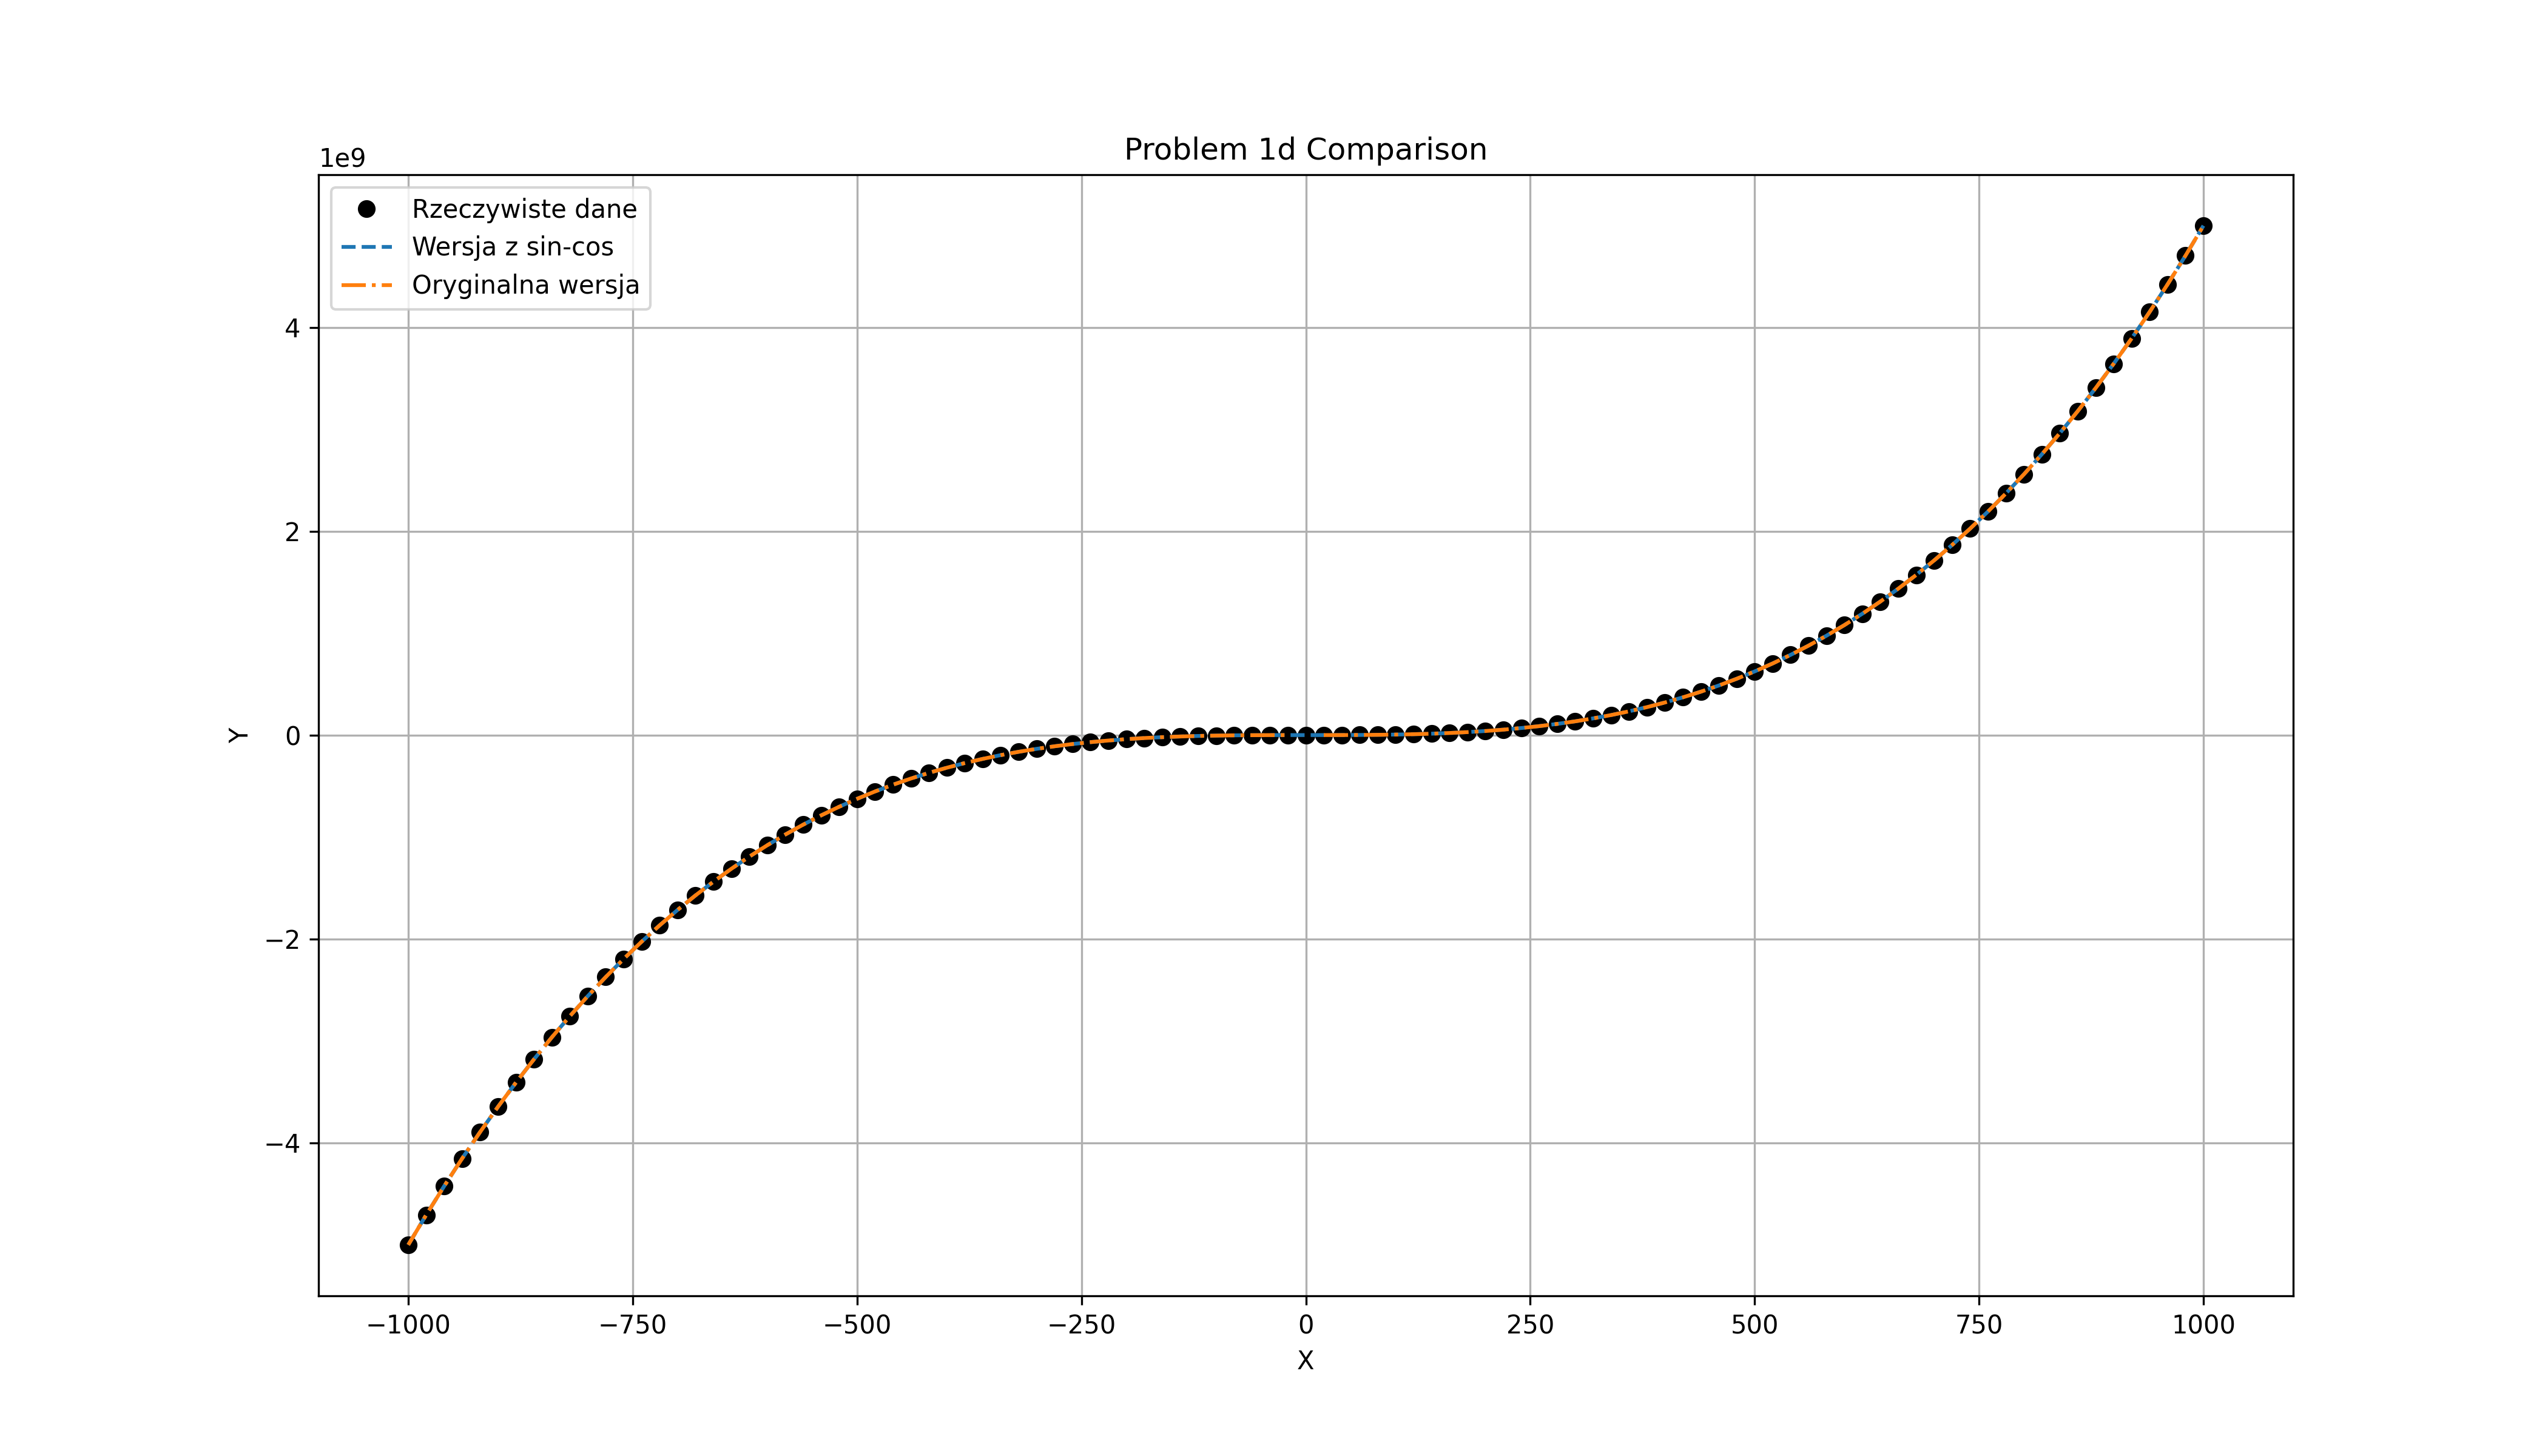 Problem 1d Comparison
1e9
Rzeczywiste dane
Wersja z sin-cos
Oryginalna wersja
4
2
0
−2
−4
Y
−1000 −750 −500 −250 0 250 500 750 1000
X